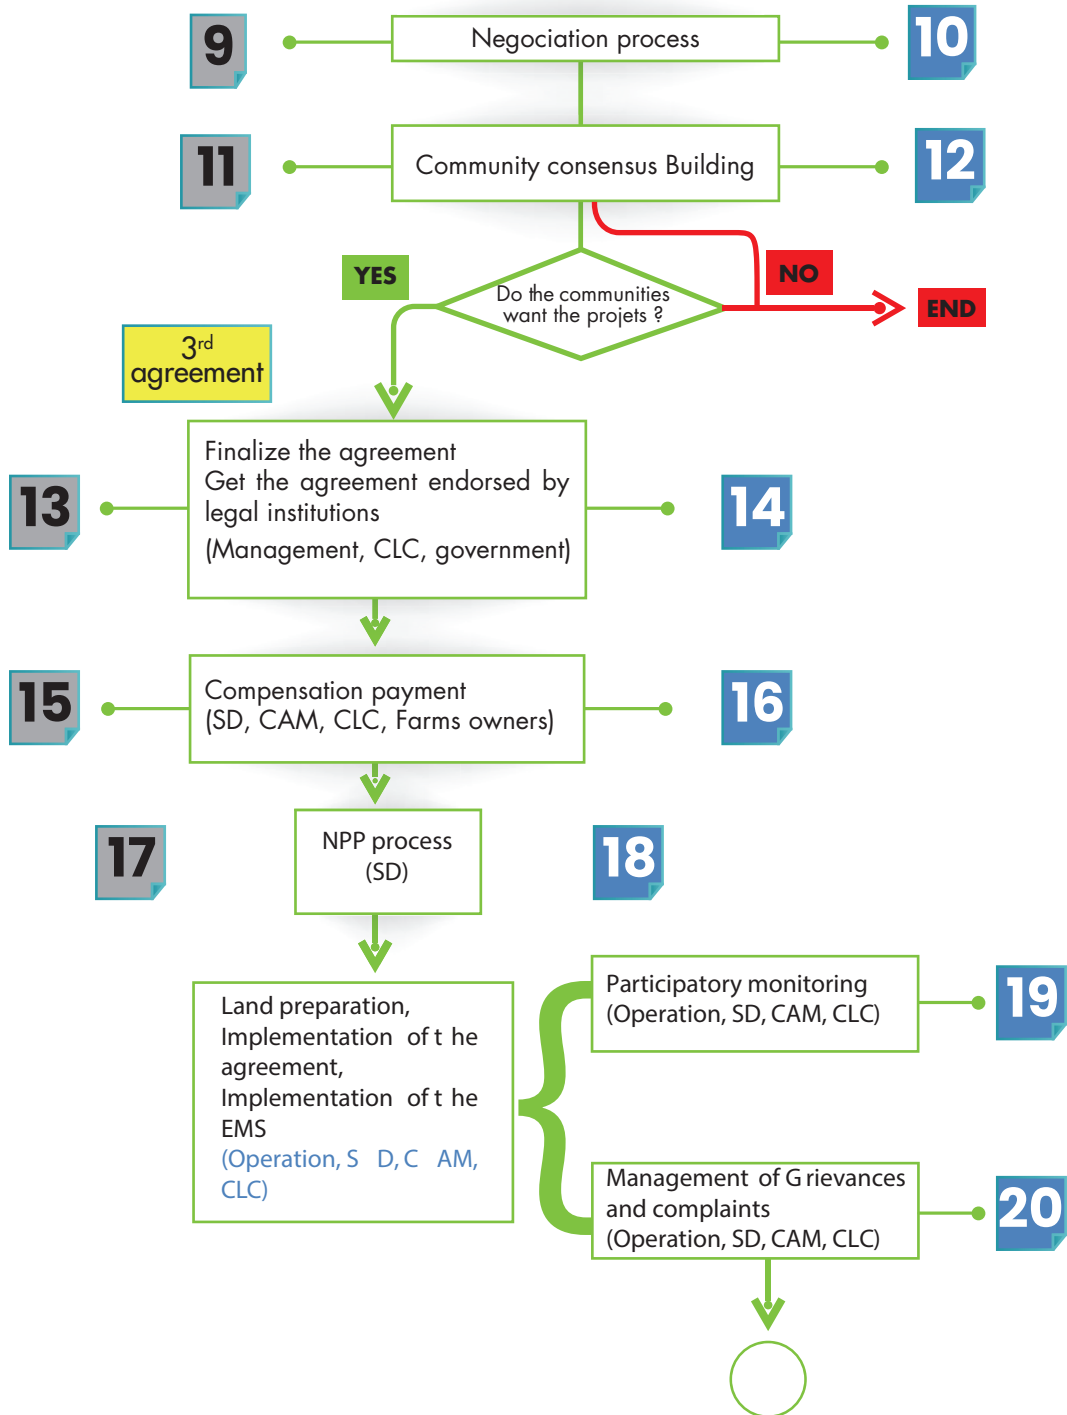 9
Negociation process
10
11
Community consensus Building
12
YES
Do the communities
want the projets ?
NO
END
3rd
agreement
Finalize the agreement
Get the agreement endorsed by
legal institutions
(Management, CLC, government)
13
14
Compensation payment
(SD, CAM, CLC, Farms owners)
15
16
17
NPP process
(SD)
18
Land preparation,
Implementation of t he
agreement,
Implementation of t he
EMS
(Operation, S D, C AM,
CLC)
Participatory monitoring
(Operation, SD, CAM, CLC)
19
Management of G rievances
and complaints
(Operation, SD, CAM, CLC)
20